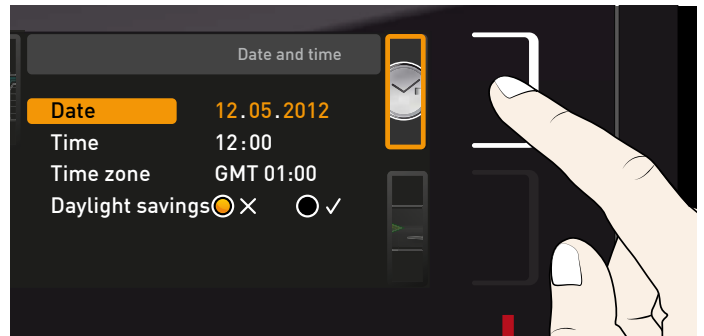 Date and time
Date 12.05.2012
Time 12:00
Time zone GMT 01:00
Daylight savings